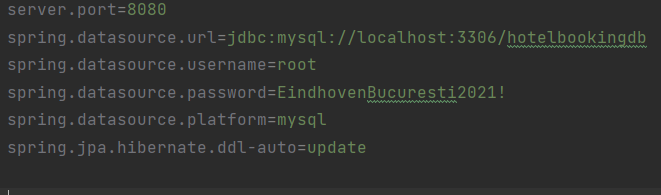 server.port=8080
spring.datasource.url=jdbc:mysql://localhost:3306/hotelbookingdb
spring.datasource.username=root
spring.datasource.password=EindhovenBucuresti2021!
spring.datasource.platform=mysql
spring.jpa.hibernate.ddl-auto=update